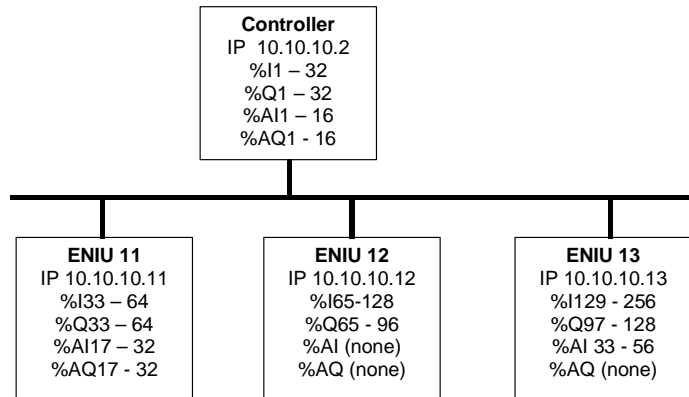 Controller
IP 10.10.10.2
%I1 – 32
%Q1 – 32
%AI1 – 16
%AQ1 - 16
ENIU 11
IP 10.10.10.11
%I33 – 64
%Q33 – 64
%AI17 – 32
%AQ17 - 32
ENIU 12
IP 10.10.10.12
%I65-128
%Q65 - 96
%AI (none)
%AQ (none)
ENIU 13
IP 10.10.10.13
%I129 - 256
%Q97 - 128
%AI 33 - 56
%AQ (none)